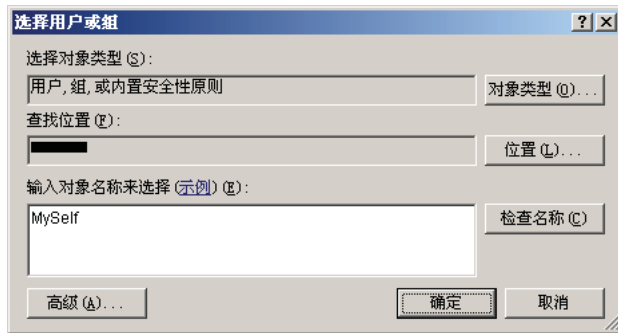 选择用户或组
选择对象类型(S):
用户,组,或内置安全性原则
对象类型(O)...
查找位置(F):
位置(L)...
输入对象名称来选择(示例)(E):
MySelf
检查名称(C)
高级(A)...
确定
取消